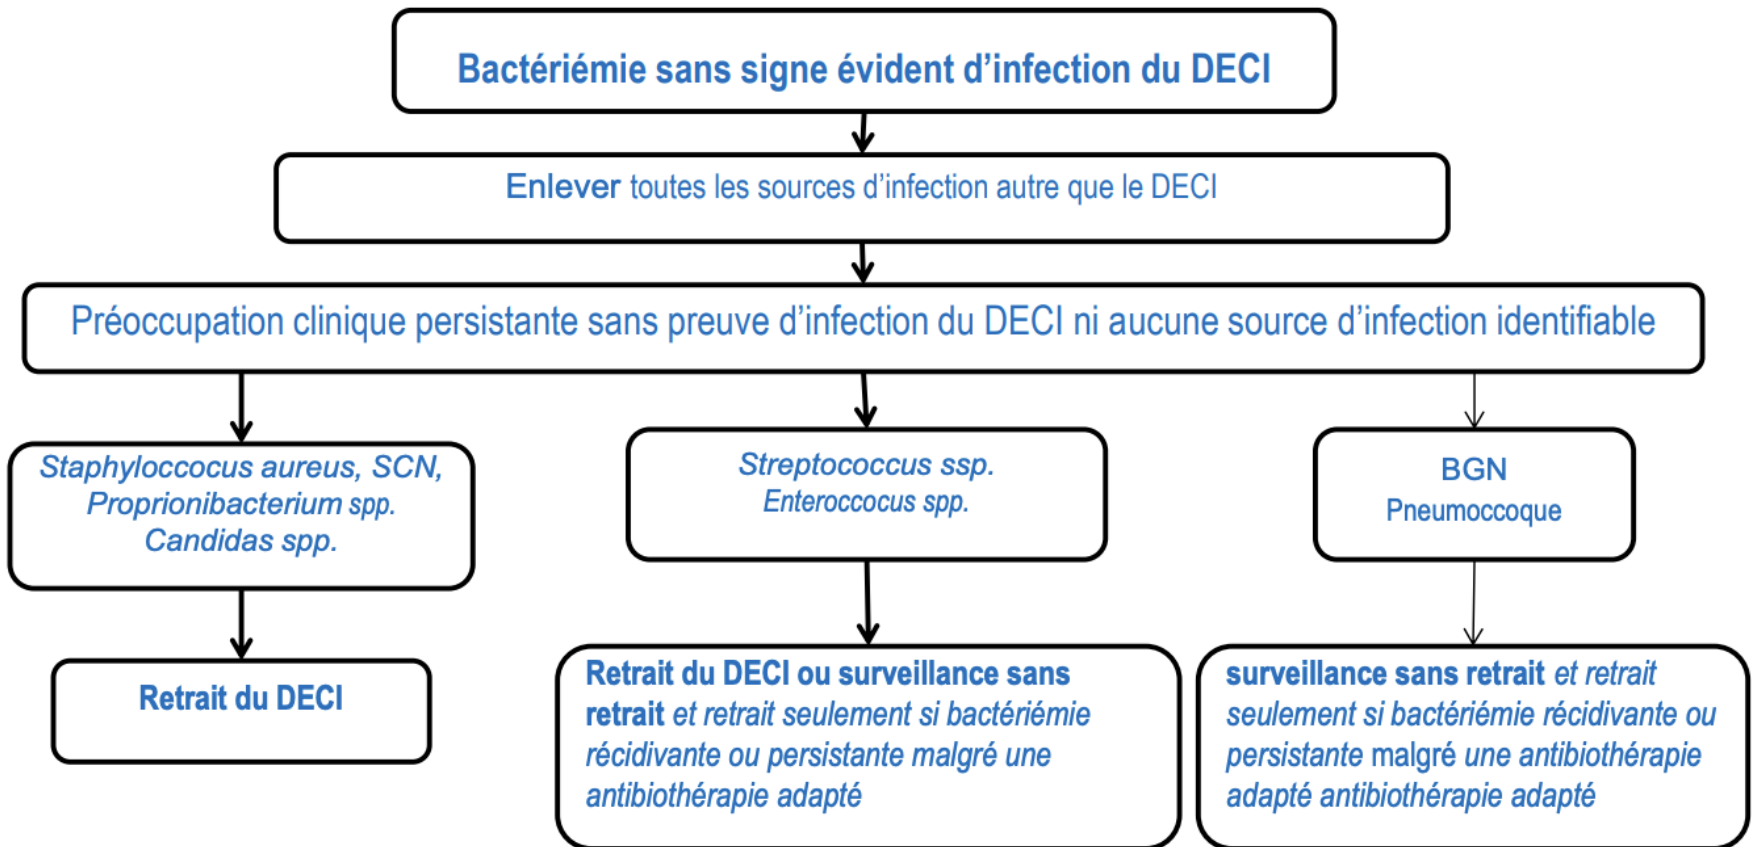 Bactériémie sans signe évident d’infection du DECI
Enlever toutes les sources d’infection autre que le DECI
Préoccupation clinique persistante sans preuve d’infection du DECI ni aucune source d’infection identifiable
Staphyloccocus aureus, SCN,
Proprionibacterium spp.
Candidas spp.
Streptococcus ssp.
Enteroccocus spp.
BGN
Pneumoccoque
Retrait du DECI
Retrait du DECI ou surveillance sans
retrait et retrait seulement si bactériémie
récidivante ou persistante malgré une
antibiothérapie adapté
surveillance sans retrait et retrait
seulement si bactériémie récidivante ou
persistante malgré une antibiothérapie
adapté antibiothérapie adapté